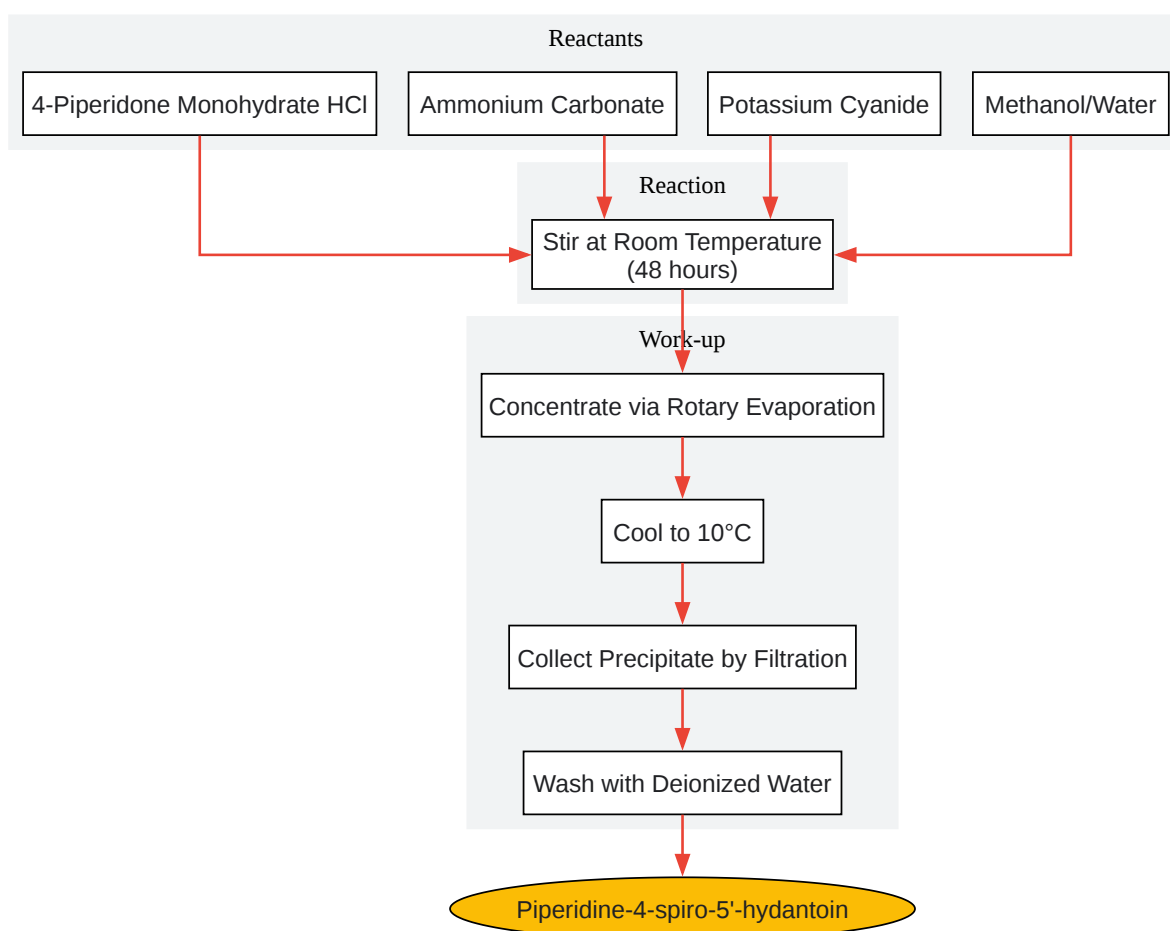 Reactants
4-Piperidone Monohydrate HCl
Ammonium Carbonate
Potassium Cyanide
Methanol/Water
Reaction
Stir at Room Temperature
(48 hours)
Work-up
Concentrate via Rotary Evaporation
Cool to 10°C
Collect Precipitate by Filtration
Wash with Deionized Water
Piperidine-4-spiro-5'-hydantoin